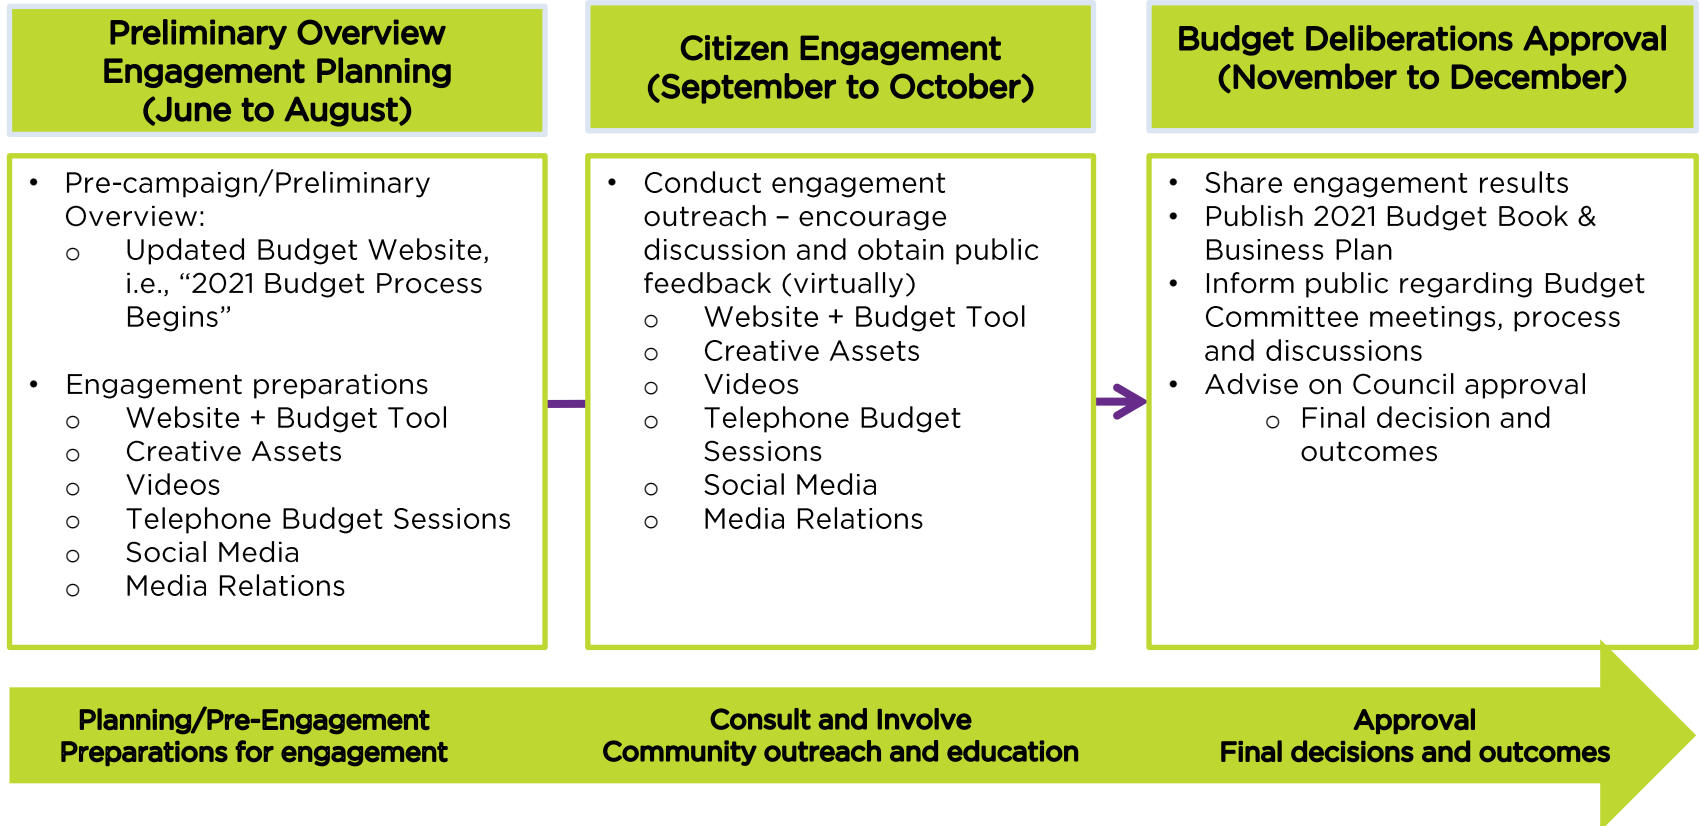 Preliminary Overview
Engagement Planning
(June to August)
• Pre-campaign/Preliminary
Overview:
o Updated Budget Website,
i.e., “2021 Budget Process
Begins”
• Engagement preparations
o Website + Budget Tool
o Creative Assets
o Videos
o Telephone Budget Sessions
o Social Media
o Media Relations
Citizen Engagement
(September to October)
• Conduct engagement
outreach – encourage
discussion and obtain public
feedback (virtually)
o Website + Budget Tool
o Creative Assets
o Videos
o Telephone Budget
Sessions
o Social Media
o Media Relations
Budget Deliberations Approval
(November to December)
• Share engagement results
• Publish 2021 Budget Book &
Business Plan
• Inform public regarding Budget
Committee meetings, process
and discussions
• Advise on Council approval
o Final decision and
outcomes
Planning/Pre-Engagement
Preparations for engagement
Consult and Involve
Community outreach and education
Approval
Final decisions and outcomes